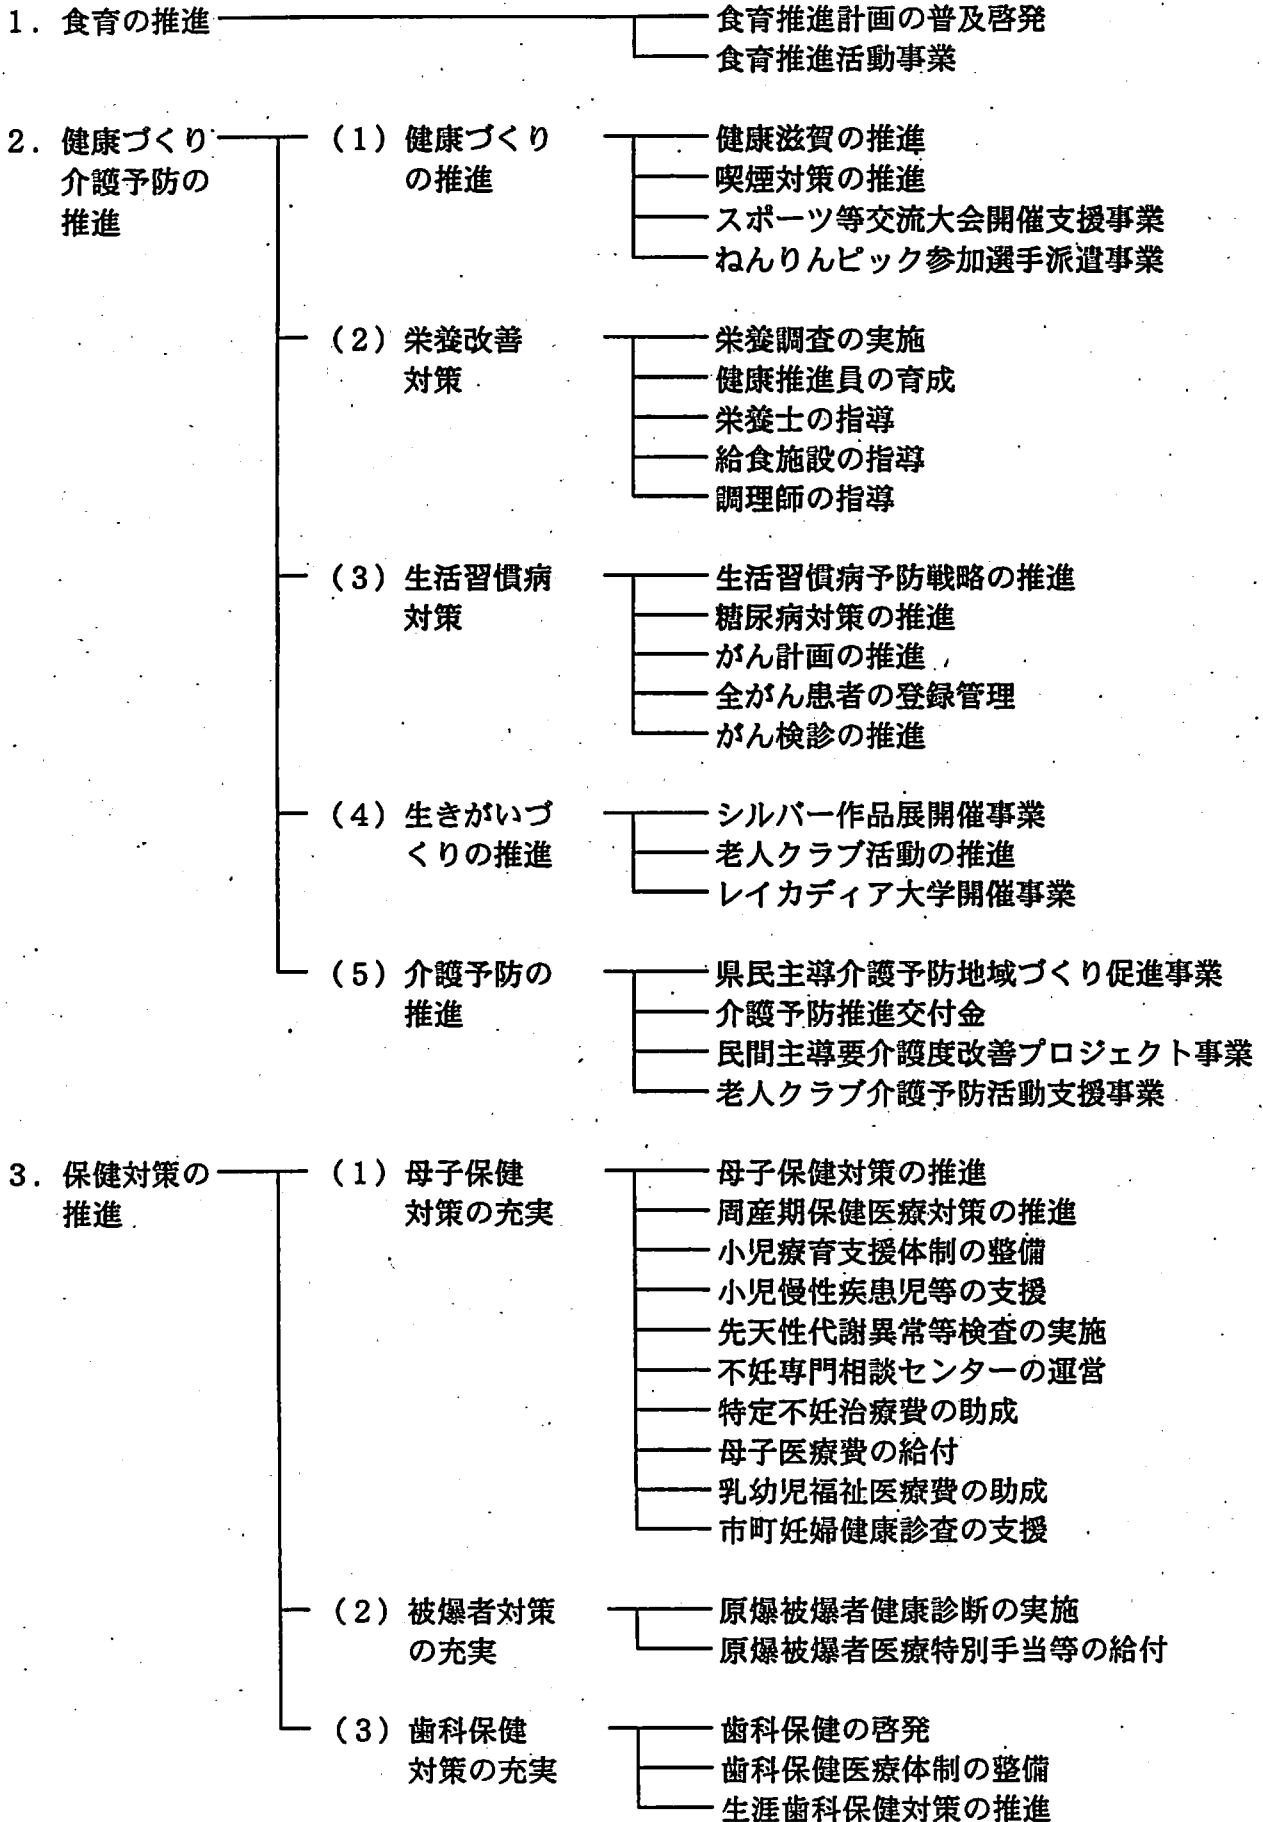 1．食育の推進
食育推進計画の普及啓発
食育推進活動事業
2．健康づくり
介護予防の
推進
（1）健康づくり
の推進
健康滋賀の推進
喫煙対策の推進
スポーツ等交流大会開催支援事業
ねんりんピック参加選手派遣事業
（2）栄養改善
対策
栄養調査の実施
健康推進員の育成
栄養士の指導
給食施設の指導
調理師の指導
（3）生活習慣病
対策
生活習慣病予防戦略の推進
糖尿病対策の推進
がん計画の推進
全がん患者の登録管理
がん検診の推進
（4）生きがいづ
くりの推進
シルバー作品展開催事業
老人クラブ活動の推進
レイカディア大学開催事業
（5）介護予防の
推進
県民主導介護予防地域づくり促進事業
介護予防推進交付金
民間主導要介護度改善プロジェクト事業
老人クラブ介護予防活動支援事業
3．保健対策の
推進
（1）母子保健
対策の充実
母子保健対策の推進
周産期保健医療対策の推進
小児療育支援体制の整備
小児慢性疾患児等の支援
先天性代謝異常等検査の実施
不妊専門相談センターの運営
特定不妊治療費の助成
母子医療費の給付
乳幼児福祉医療費の助成
市町妊婦健康診査の支援
（2）被爆者対策
の充実
原爆被爆者健康診断の実施
原爆被爆者医療特別手当等の給付
（3）歯科保健
対策の充実
歯科保健の啓発
歯科保健医療体制の整備
生涯歯科保健対策の推進